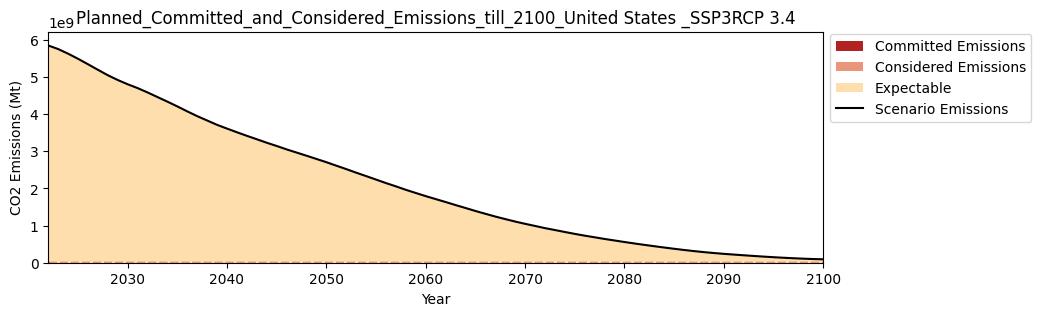 Planned_Committed_and_Considered_Emissions_till_2100_United States _SSP3RCP 3.4
1e9
6
5
4
3
2
1
0
CO2 Emissions (Mt)
2030 2040 2050 2060 2070 2080 2090 2100
Year
Committed Emissions
Considered Emissions
Expectable
Scenario Emissions